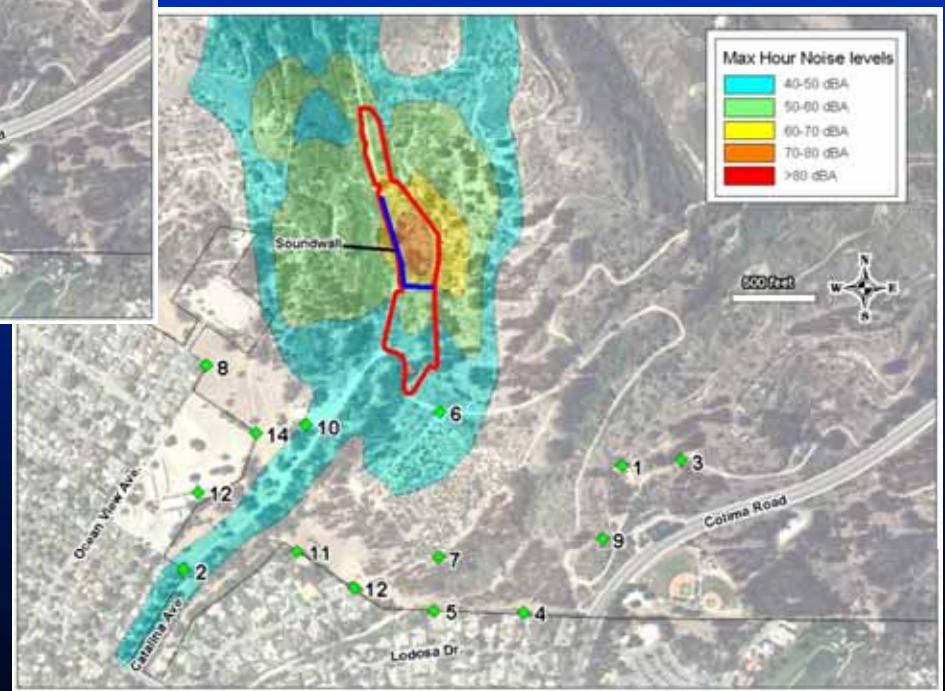 Max Hour Noise levels
40-50 dBA
50-60 dBA
60-70 dBA
70-80 dBA
>80 dBA
Soundwall
500 feet
N
W E
S
8
6
14
10
1
3
12
Ocean View Ave.
Colima Road
9
11
7
2
12
5
4
Catalina Ave.
Lodosa Dr